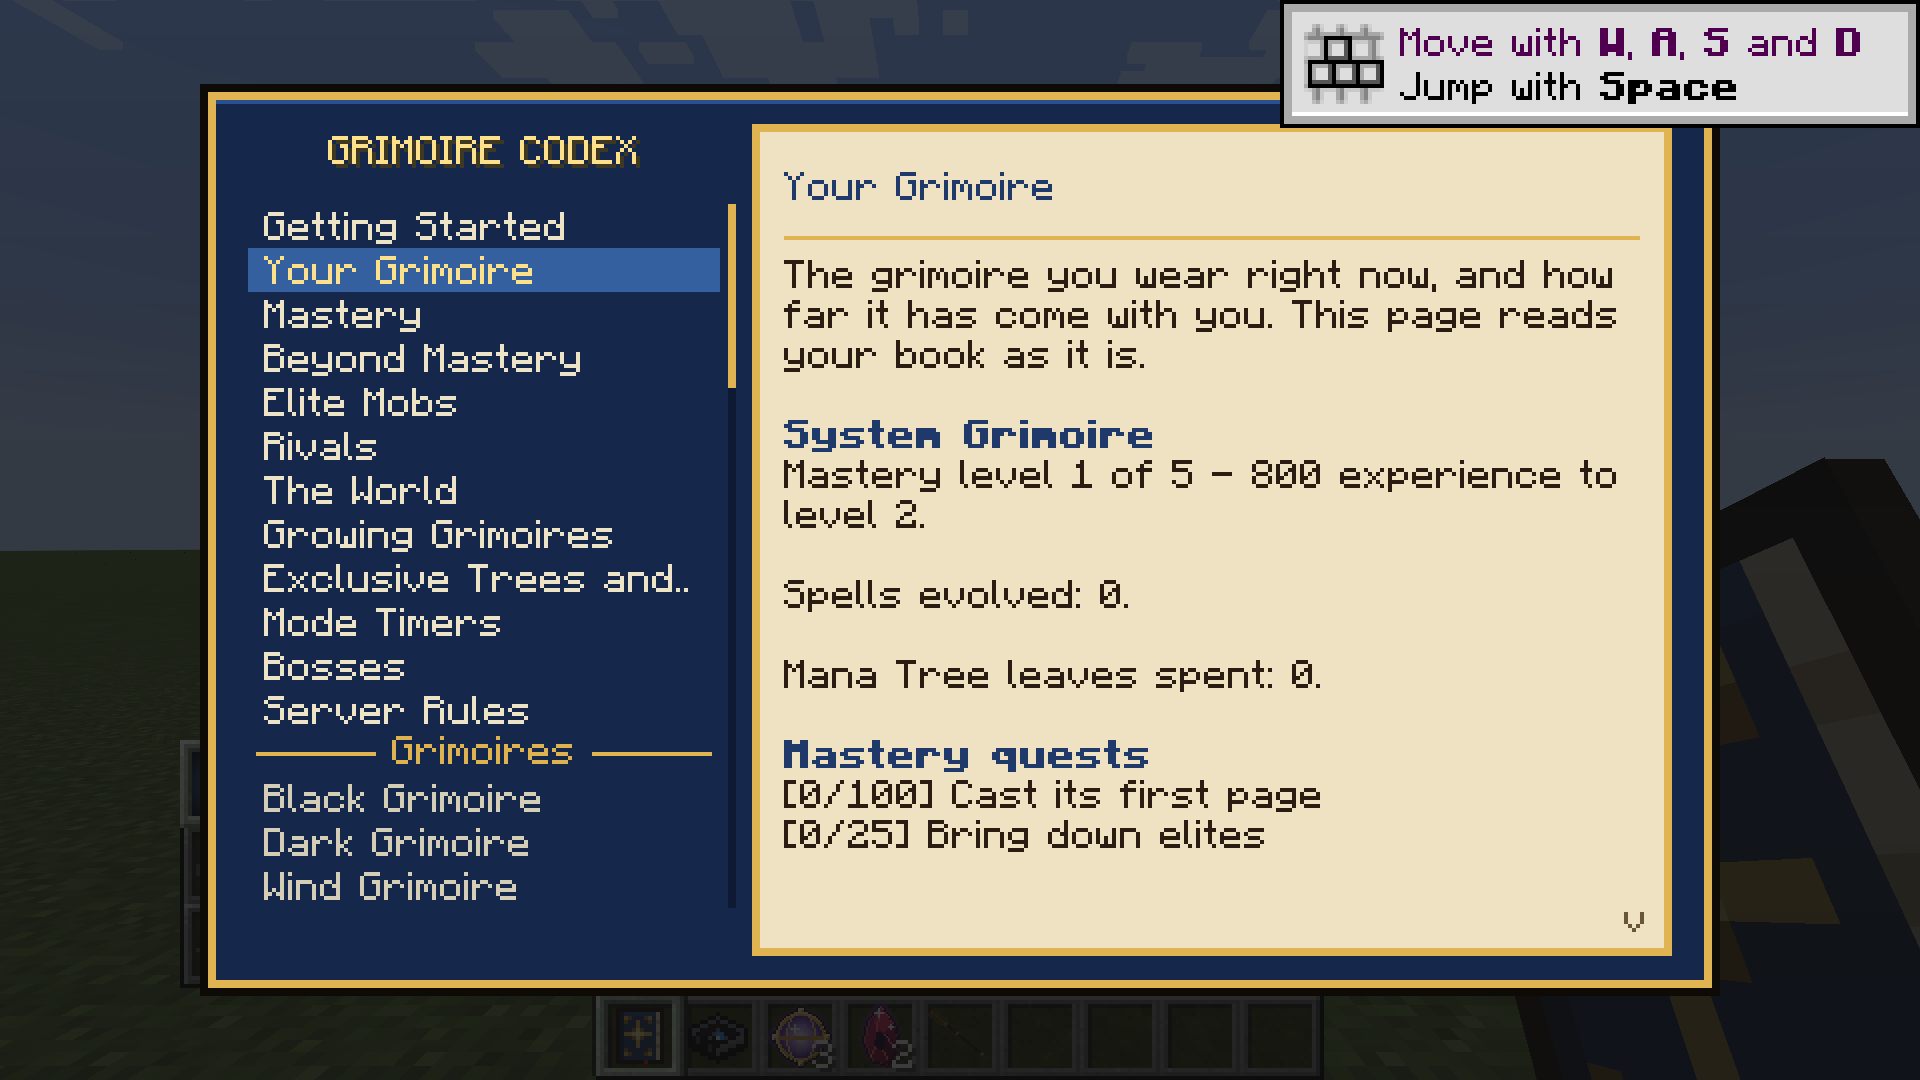 Move with W, A, S and D
Jump with Space
GRIMOIRE CODEX
Getting Started
Your Grimoire
Mastery
Beyond Mastery
Elite Mobs
Rivals
The World
Growing Grimoires
Exclusive Trees and..
Mode Timers
Bosses
Server Rules
Grimoires
Black Grimoire
Dark Grimoire
Wind Grimoire
Your Grimoire
The grimoire you wear right now, and how
far it has come with you. This page reads
your book as it is.
System Grimoire
Mastery level 1 of 5 - 800 experience to
level 2.
Spells evolved: 0.
Mana Tree leaves spent: 0.
Mastery quests
[0/100] Cast its first page
[0/25] Bring down elites
v
3
2